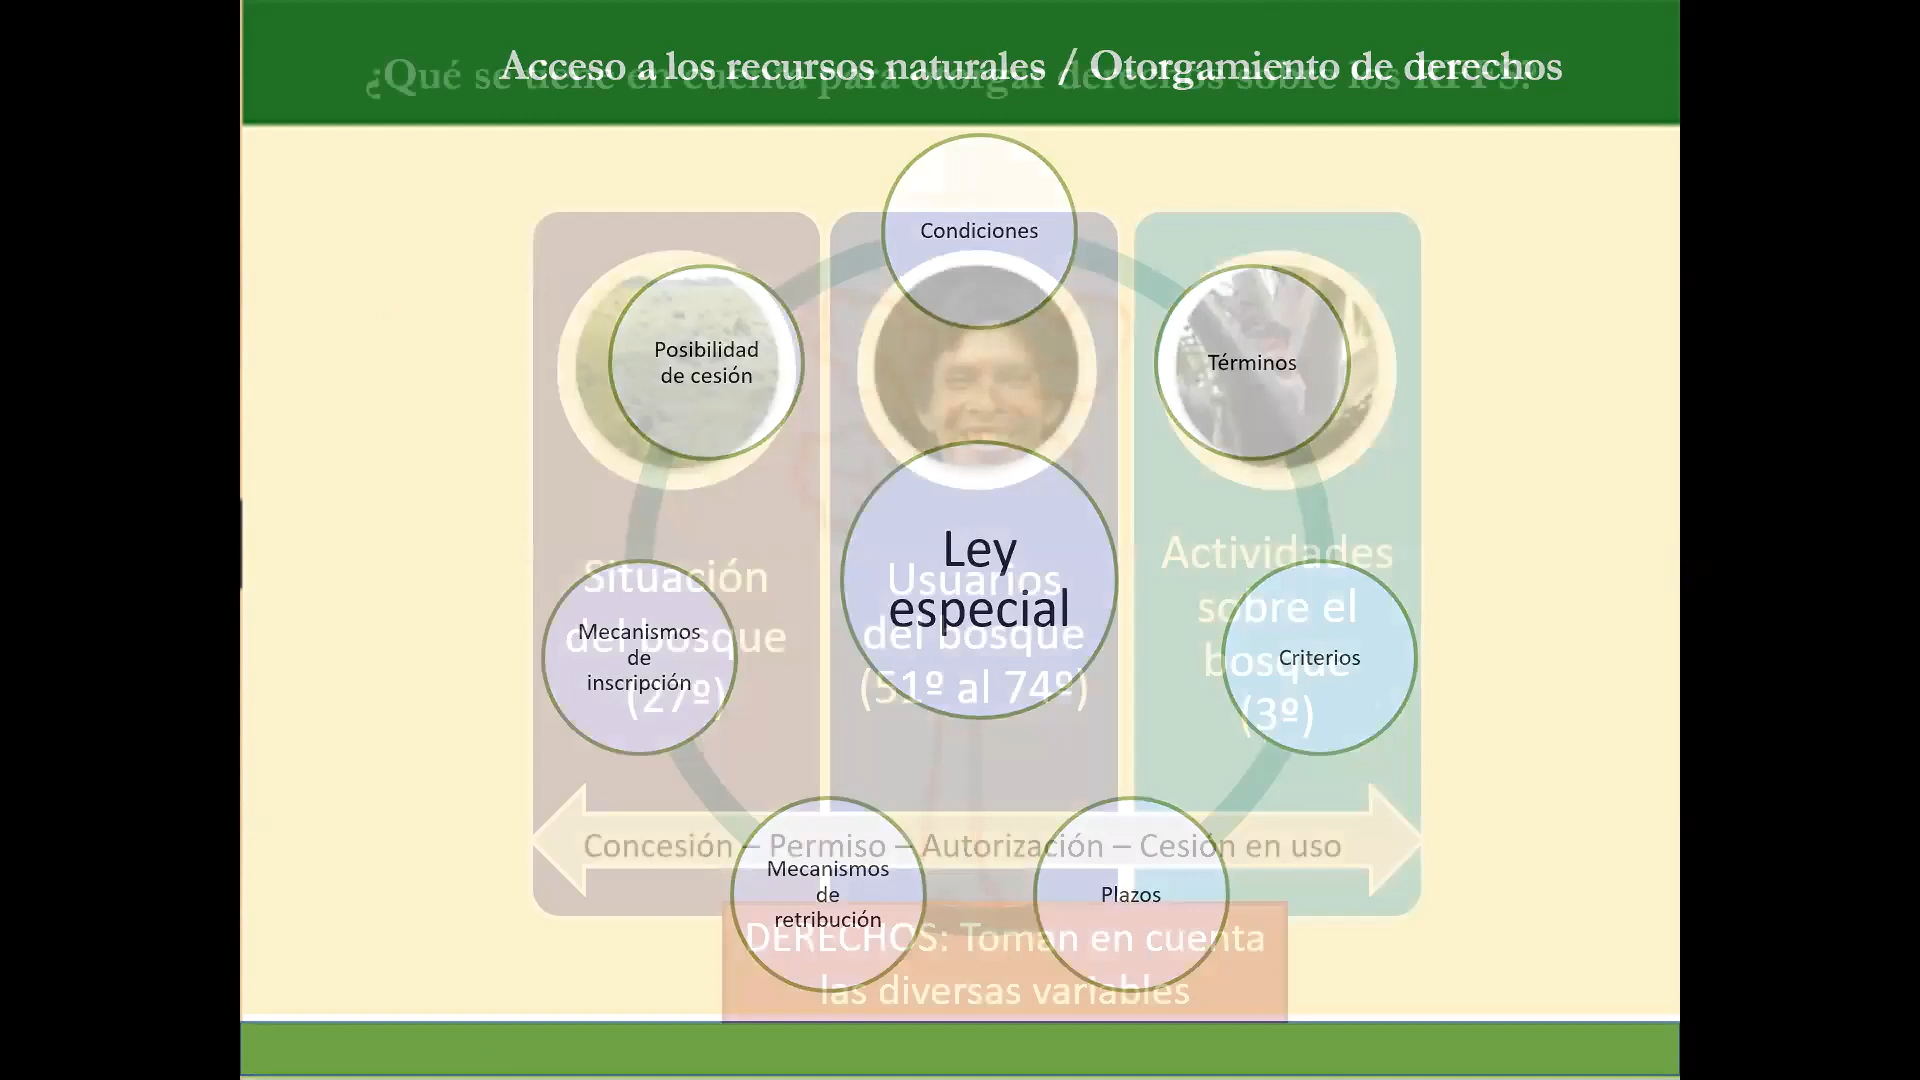 Acceso a los recursos naturales / Otorgamiento de derechos
¿Qué se tiene en cuenta para otorgar derechos sobre los RFFS?
Condiciones
Posibilidad
de cesión
Términos
Ley
especial
Mecanismos
de
inscripción
Criterios
Mecanismos
de
retribución
Plazos
Situación
del bosque
(27º)
Usuarios
del bosque
(51º al 74º)
Actividades
sobre el
bosque
(3º)
Concesión – Permiso – Autorización – Cesión en uso
DERECHOS: Toman en cuenta
las diversas variables